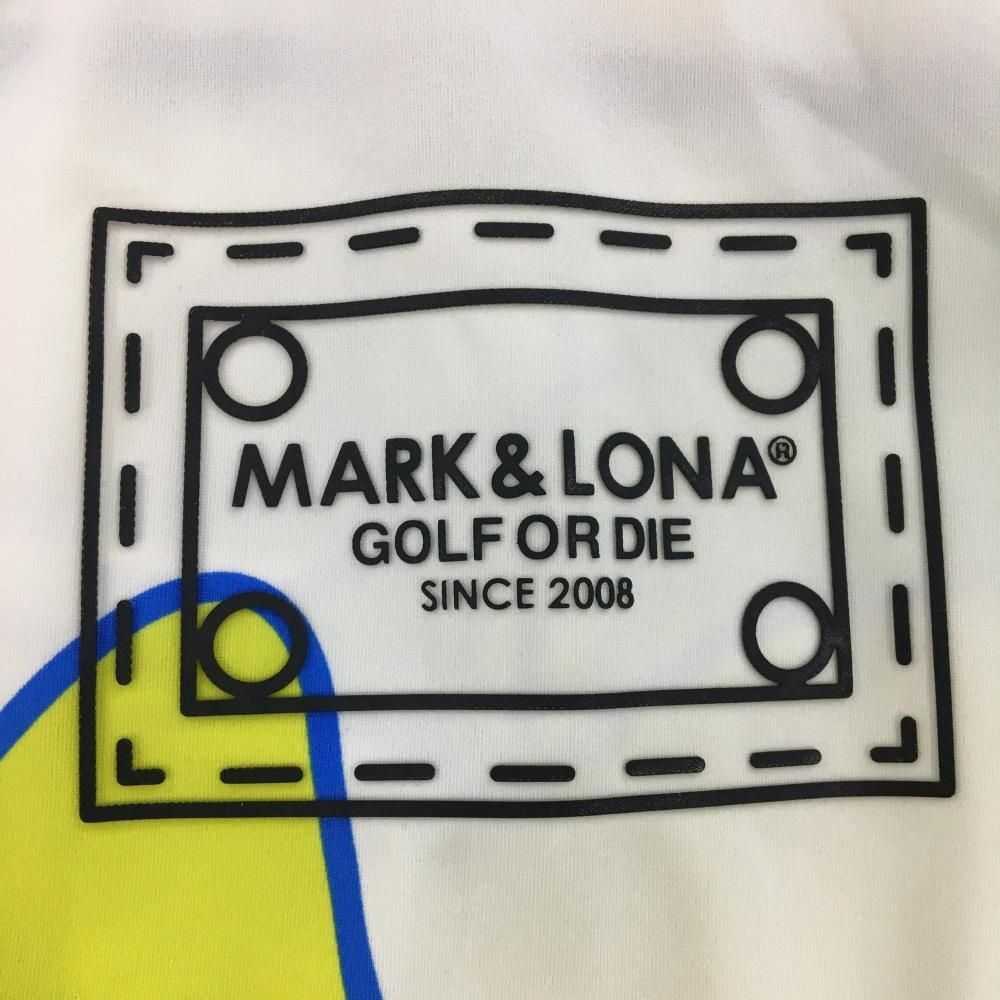 MARK & LONA®
GOLF OR DIE
SINCE 2008